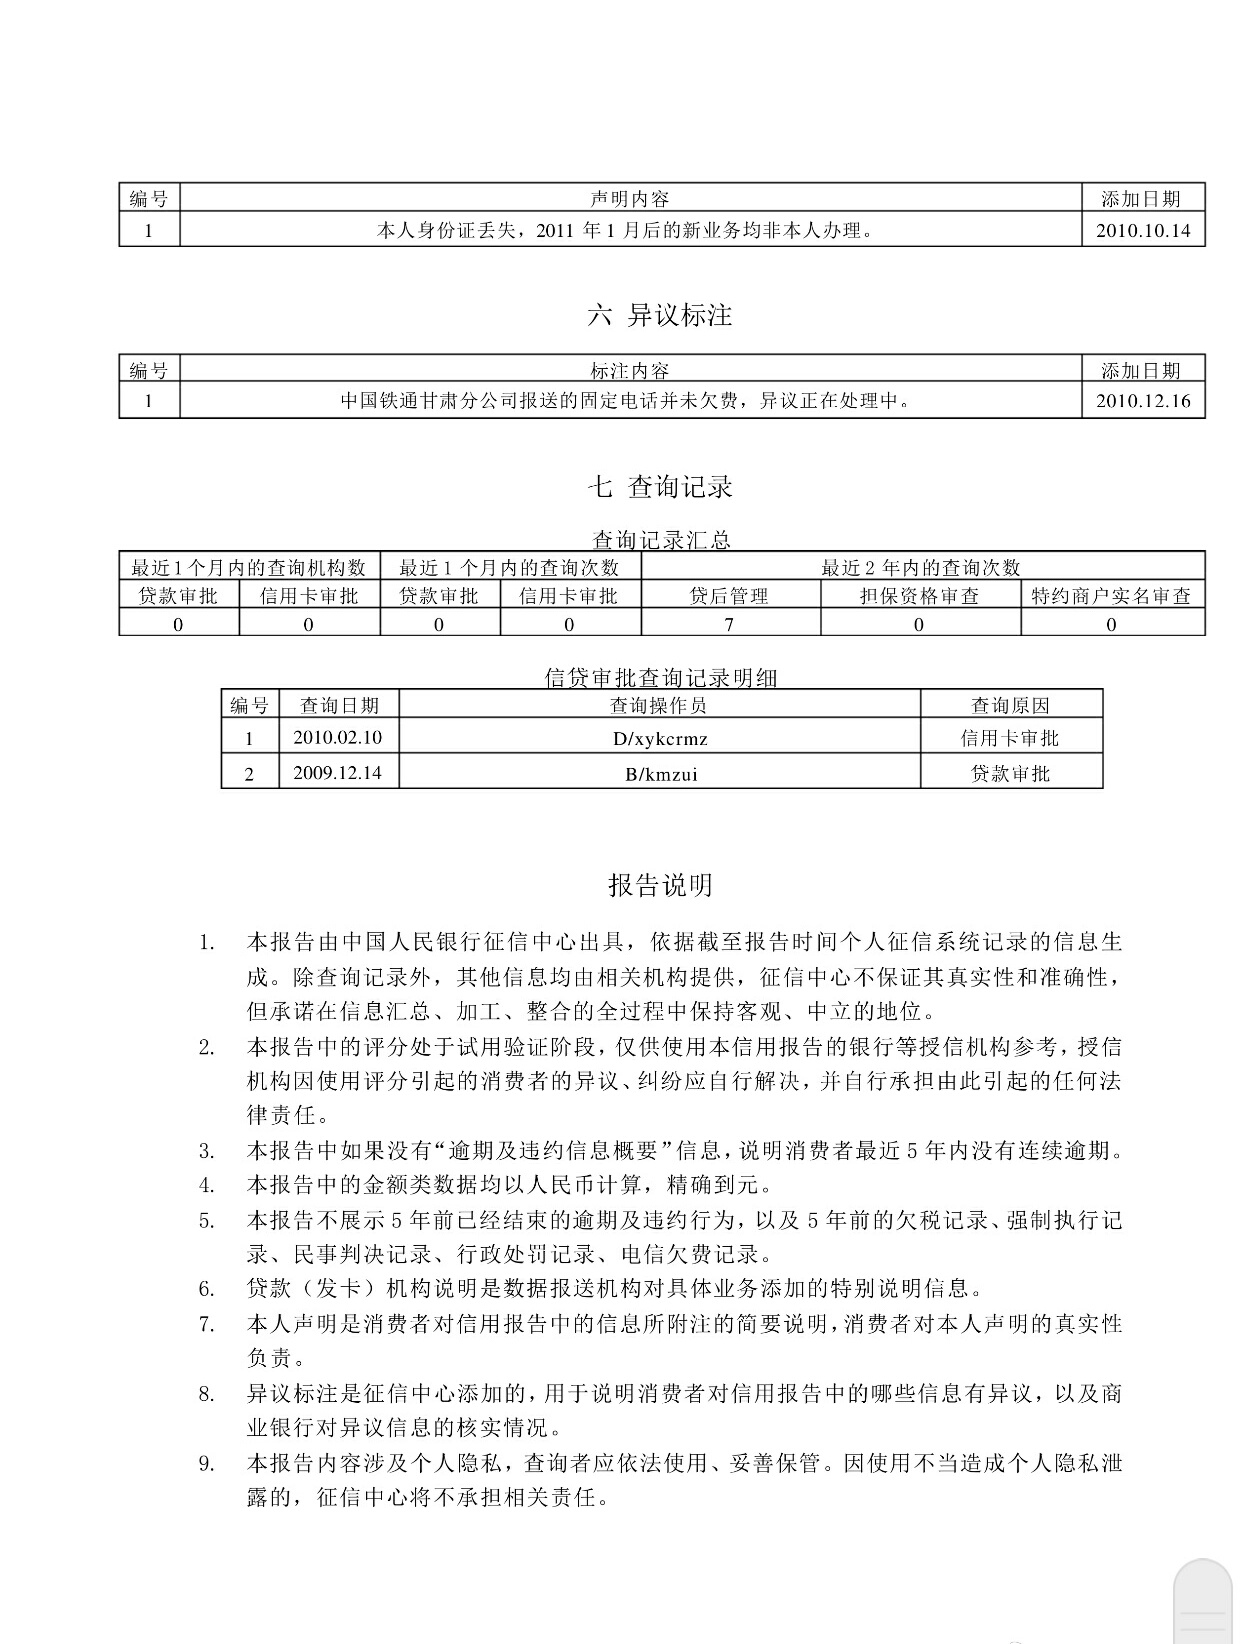 编号 声明内容 添加日期
1 本人身份证丢失，2011 年 1 月后的新业务均非本人办理。 2010.10.14
六 异议标注
编号 标注内容 添加日期
1 中国铁通甘肃分公司报送的固定电话并未欠费，异议正在处理中。 2010.12.16
七 查询记录
查询记录汇总
最近 1 个月内的查询机构数 最近 1 个月内的查询次数 最近 2 年内的查询次数
贷款审批 信用卡审批 贷款审批 信用卡审批 贷后管理 担保资格审查 特约商户实名审查
0 0 0 0 7 0 0
信贷审批查询记录明细
编号 查询日期 查询操作员 查询原因
1 2010.02.10 D/xykcrmz 信用卡审批
2 2009.12.14 B/kmzui 贷款审批
报告说明
1. 本报告由中国人民银行征信中心出具，依据截至报告时间个人征信系统记录的信息生
成。除查询记录外，其他信息均由相关机构提供，征信中心不保证其真实性和准确性，
但承诺在信息汇总、加工、整合的全过程中保持客观、中立的地位。
2. 本报告中的评分处于试用验证阶段，仅供使用本信用报告的银行等授信机构参考，授信
机构因使用评分引起的消费者的异议、纠纷应自行解决，并自行承担由此引起的任何法
律责任。
3. 本报告中如果没有“逾期及违约信息概要”信息，说明消费者最近 5 年内没有连续逾期。
4. 本报告中的金额类数据均以人民币计算，精确到元。
5. 本报告不展示 5 年前已经结束的逾期及违约行为，以及 5 年前的欠税记录、强制执行记
录、民事判决记录、行政处罚记录、电信欠费记录。
6. 贷款（发卡）机构说明是数据报送机构对具体业务添加的特别说明信息。
7. 本人声明是消费者对信用报告中的信息所附注的简要说明，消费者对本人声明的真实性
负责。
8. 异议标注是征信中心添加的，用于说明消费者对信用报告中的哪些信息有异议，以及商
业银行对异议信息的核实情况。
9. 本报告内容涉及个人隐私，查询者应依法使用、妥善保管。因使用不当造成个人隐私泄
露的，征信中心将不承担相关责任。